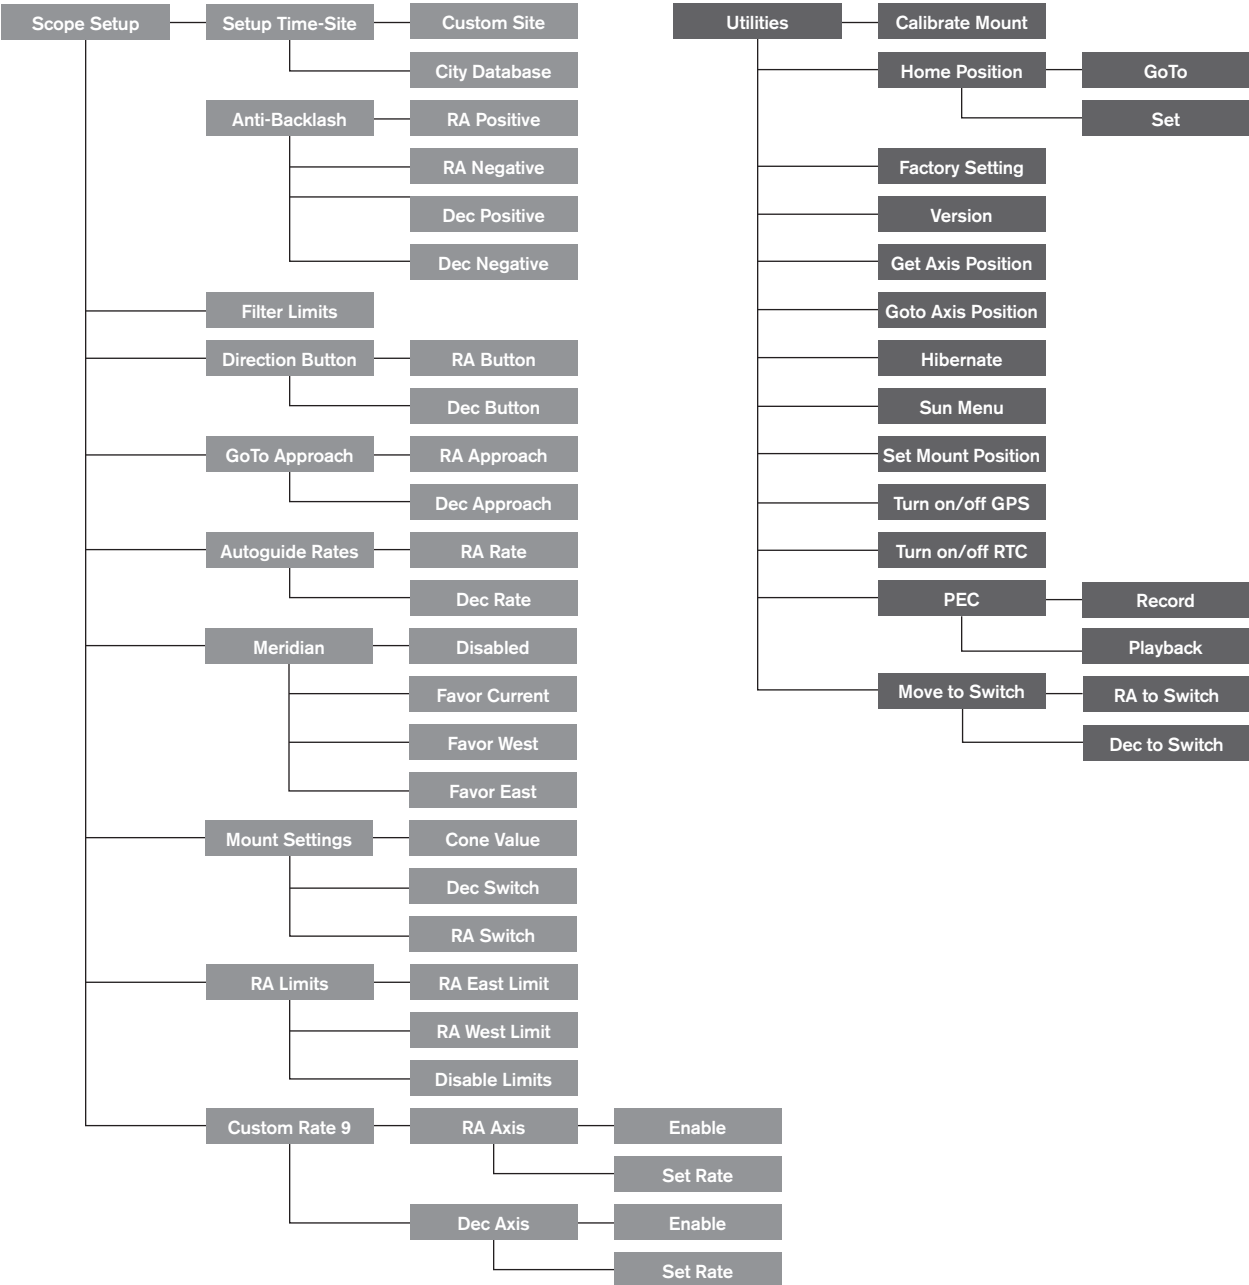 Scope Setup
Setup Time-Site
Custom Site
City Database
Anti-Backlash
RA Positive
RA Negative
Dec Positive
Dec Negative
Filter Limits
Direction Button
RA Button
Dec Button
GoTo Approach
RA Approach
Dec Approach
Autoguide Rates
RA Rate
Dec Rate
Meridian
Disabled
Favor Current
Favor West
Favor East
Mount Settings
Cone Value
Dec Switch
RA Switch
RA Limits
RA East Limit
RA West Limit
Disable Limits
Custom Rate 9
RA Axis
Enable
Set Rate
Dec Axis
Enable
Set Rate
Utilities
Calibrate Mount
Home Position
GoTo
Set
Factory Setting
Version
Get Axis Position
Goto Axis Position
Hibernate
Sun Menu
Set Mount Position
Turn on/off GPS
Turn on/off RTC
PEC
Record
Playback
Move to Switch
RA to Switch
Dec to Switch